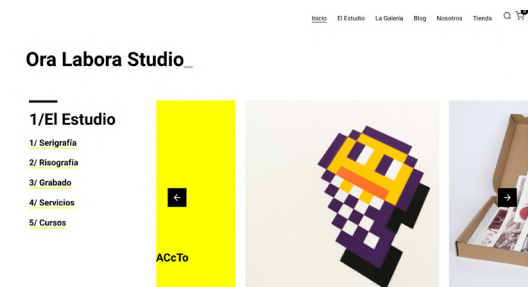 Inicio El Estudio La Galería Blog Nosotros Tienda
Ora Labora Studio_
1/El Estudio
1/ Serigrafía
2/ Risografía
3/ Grabado
4/ Servicios
5/ Cursos
ACcTo